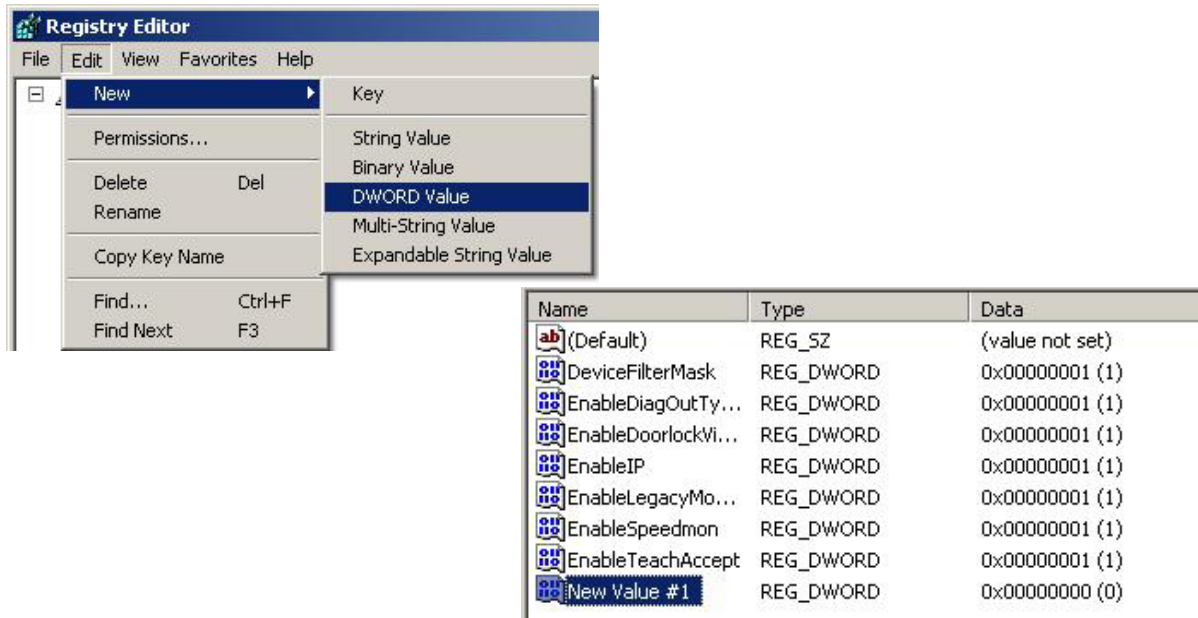 Registry Editor
File Edit View Favorites Help
New
Permissions...
Delete Del
Rename
Copy Key Name
Find... Ctrl+F
Find Next F3
Key
String Value
Binary Value
DWORD Value
Multi-String Value
Expandable String Value
Name Type Data
(Default) REG_SZ (value not set)
DeviceFilterMask REG_DWORD 0x00000001 (1)
EnableDiagOutTy... REG_DWORD 0x00000001 (1)
EnableDoorlockVi... REG_DWORD 0x00000001 (1)
EnableIP REG_DWORD 0x00000001 (1)
EnableLegacyMo... REG_DWORD 0x00000001 (1)
EnableSpeedmon REG_DWORD 0x00000001 (1)
EnableTeachAccept REG_DWORD 0x00000001 (1)
New Value #1 REG_DWORD 0x00000000 (0)